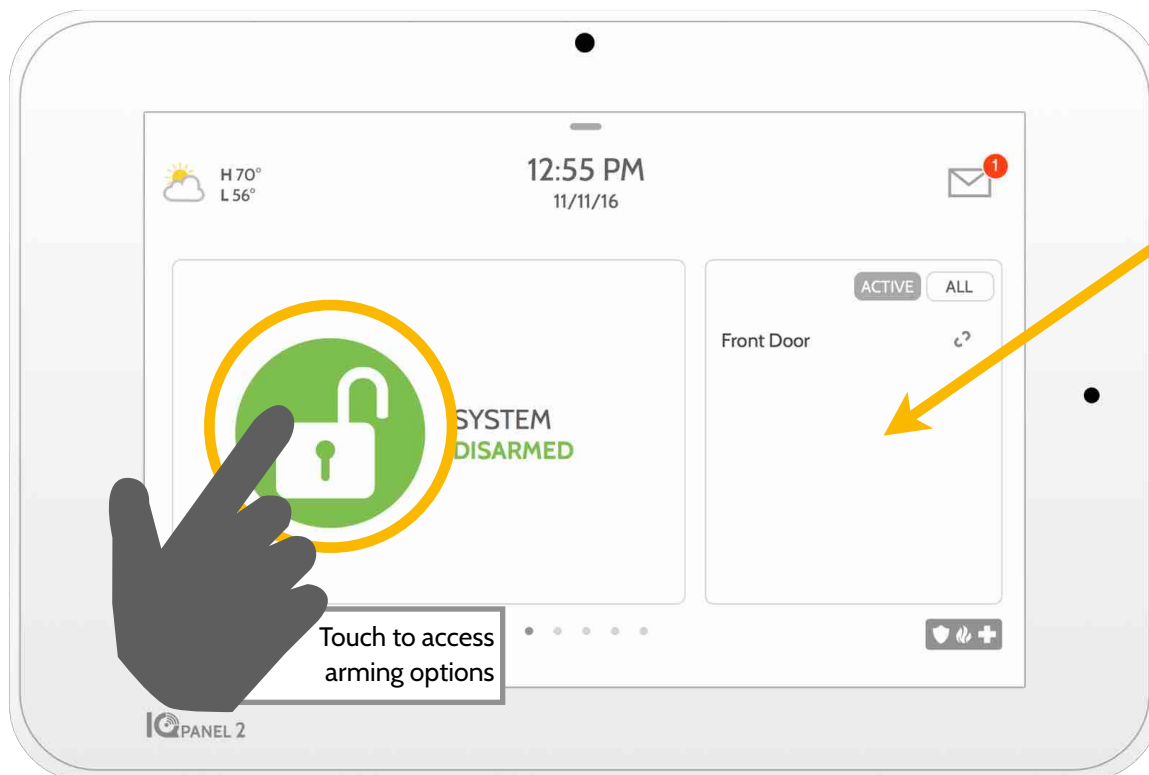 H 70°
L 56°
12:55 PM
11/11/16
1
ACTIVE
ALL
Front Door
SYSTEM
DISARMED
Touch to access
arming options
IQ PANEL 2